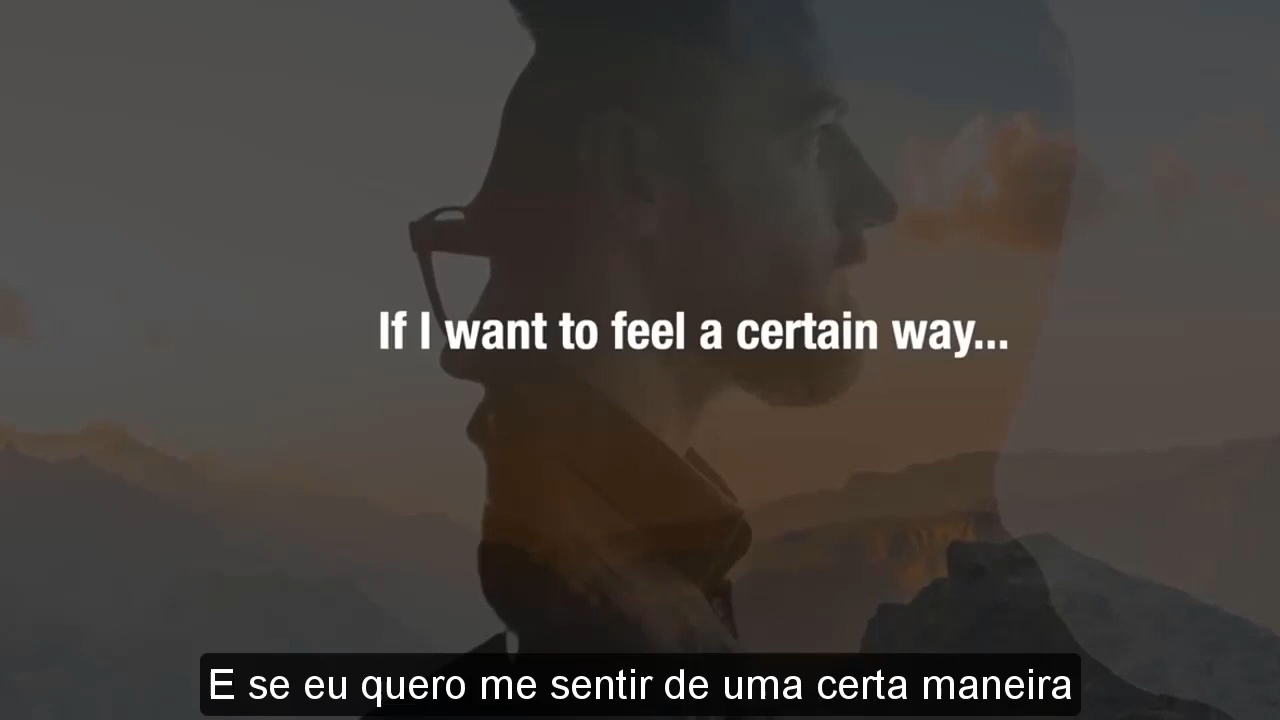 If I want to feel a certain way...
E se eu quero me sentir de uma certa maneira